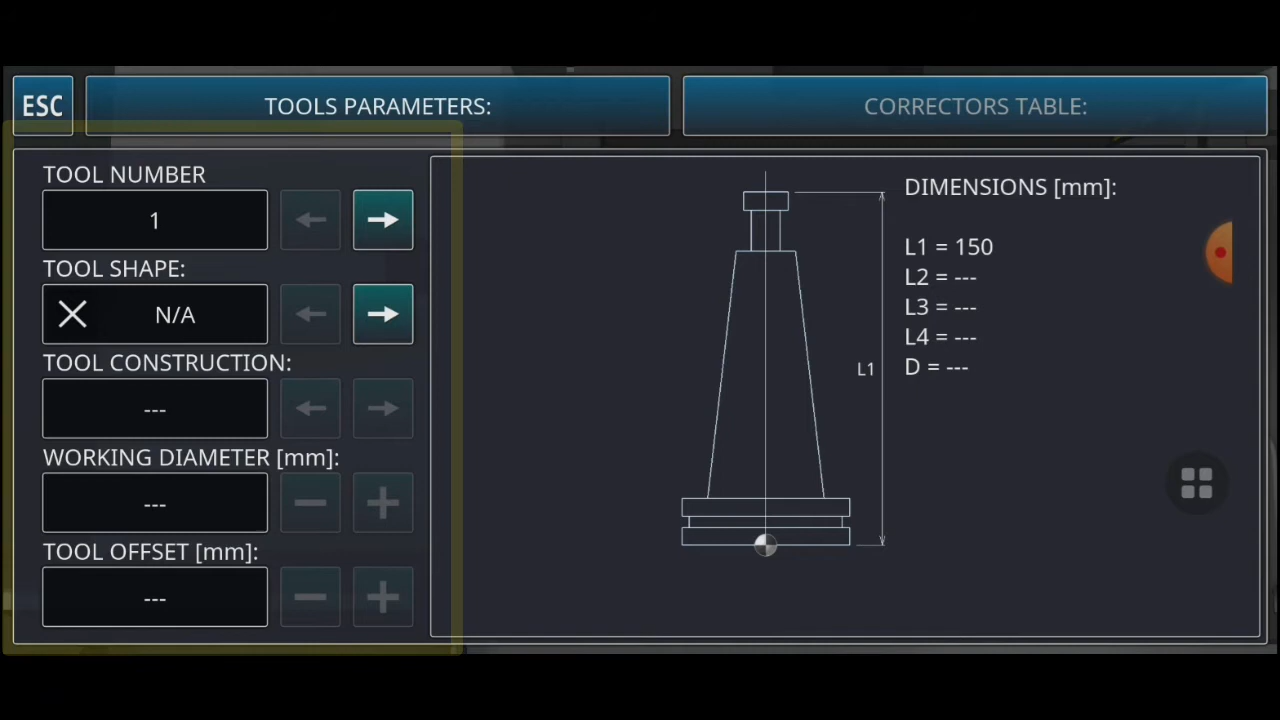 ESC
TOOLS PARAMETERS:
CORRECTORS TABLE:
TOOL NUMBER
1
TOOL SHAPE:
N/A
TOOL CONSTRUCTION:
---
WORKING DIAMETER [mm]:
---
TOOL OFFSET [mm]:
---
L1
DIMENSIONS [mm]:
L1 = 150
L2 = ---
L3 = ---
L4 = ---
D = ---